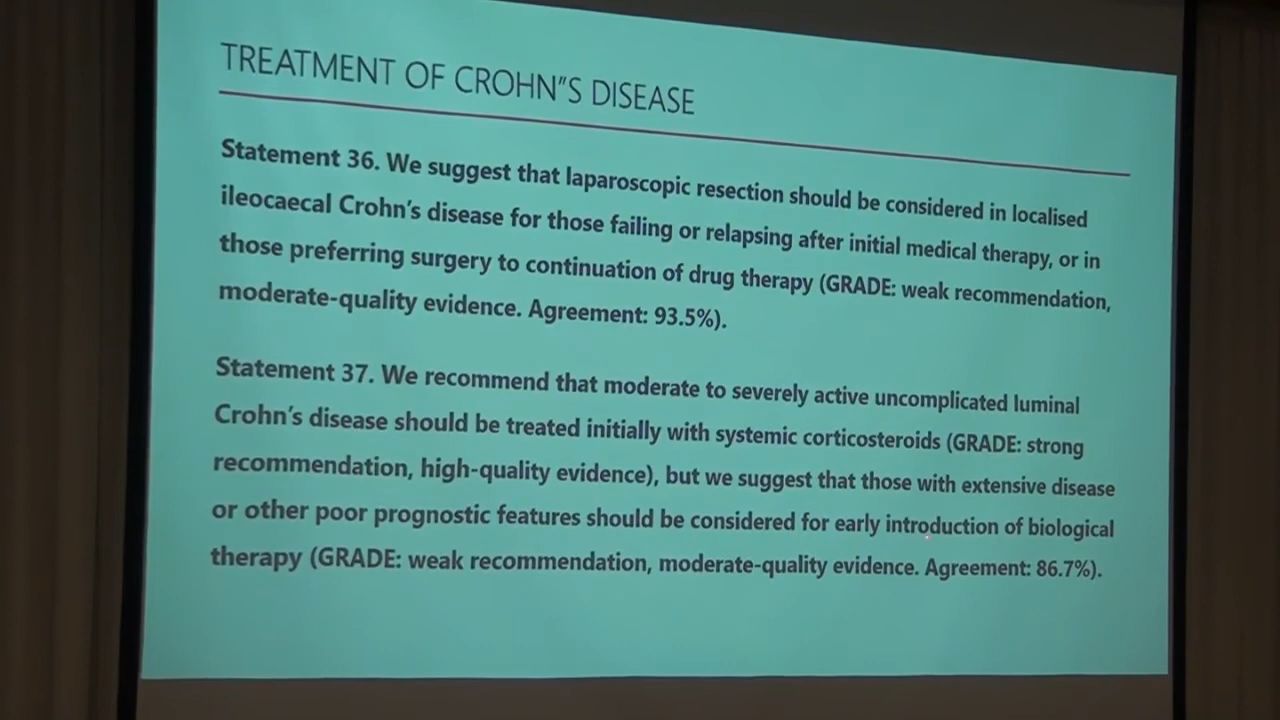 TREATMENT OF CROHN"S DISEASE
Statement 36. We suggest that laparoscopic resection should be considered in localised
ileocaecal Crohn's disease for those failing or relapsing after initial medical therapy, or in
those preferring surgery to continuation of drug therapy (GRADE: weak recommendation,
moderate-quality evidence. Agreement: 93.5%).
Statement 37. We recommend that moderate to severely active uncomplicated luminal
Crohn's disease should be treated initially with systemic corticosteroids (GRADE: strong
recommendation, high-quality evidence), but we suggest that those with extensive disease
or other poor prognostic features should be considered for early introduction of biological
therapy (GRADE: weak recommendation, moderate-quality evidence. Agreement: 86.7%).